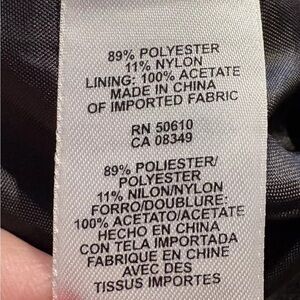 89% POLYESTER
11% NYLON
LINING: 100% ACETATE
MADE IN CHINA
OF IMPORTED FABRIC
RN 50610
CA 08349
89% POLIESTER/
POLYESTER
11% NILON/NYLON
FORRO/DOUBLURE:
100% ACETATO/ACETATE
HECHO EN CHINA
CON TELA IMPORTADA
FABRIQUE EN CHINE
AVEC DES
TISSUS IMPORTES